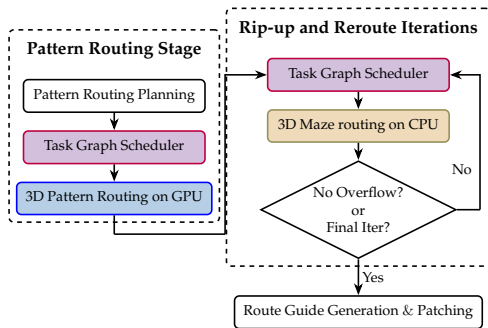 Pattern Routing Stage
Pattern Routing Planning
Task Graph Scheduler
3D Pattern Routing on GPU
Rip-up and Reroute Iterations
Task Graph Scheduler
3D Maze routing on CPU
No Overflow?
or
Final Iter?
No
Yes
Route Guide Generation & Patching